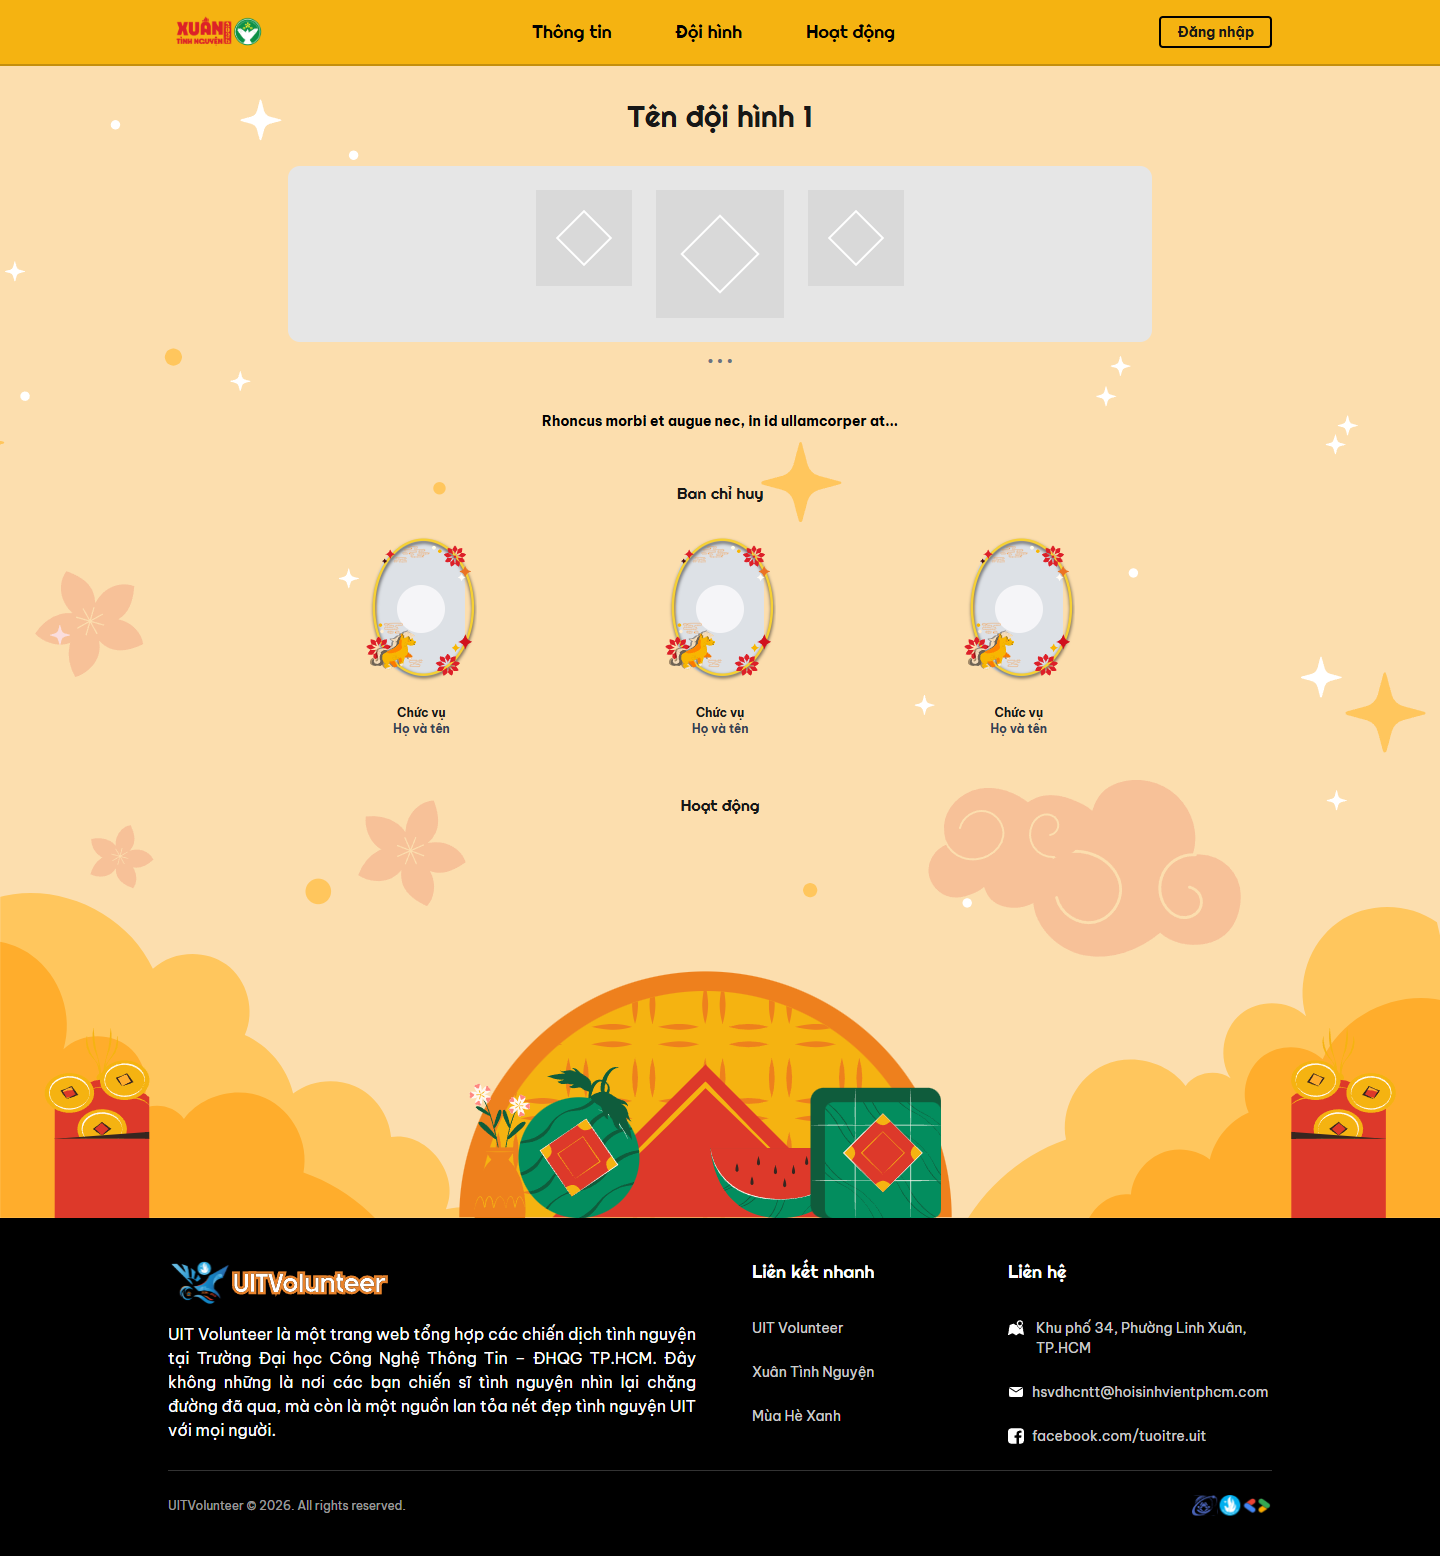 XUÂN
TÌNH NGUYỆN
Thông tin
Đội hình
Hoạt động
Đăng nhập
Tên đội hình 1
Rhoncus morbi et augue nec, in id ullamcorper at...
Ban chỉ huy
Chức vụ
Họ và tên
Chức vụ
Họ và tên
Chức vụ
Họ và tên
Hoạt động
UITVolunteer
UIT Volunteer là một trang web tổng hợp các chiến dịch tình nguyện
tại Trường Đại học Công Nghệ Thông Tin – ĐHQG TP.HCM. Đây
không những là nơi các bạn chiến sĩ tình nguyện nhìn lại chặng
đường đã qua, mà còn là một nguồn lan tỏa nét đẹp tình nguyện UIT
với mọi người.
Liên kết nhanh
UIT Volunteer
Xuân Tình Nguyện
Mùa Hè Xanh
Liên hệ
Khu phố 34, Phường Linh Xuân,
TP.HCM
hsvdhcntt@hoisinhvientphcm.com
facebook.com/tuoitre.uit
UITVolunteer © 2026. All rights reserved.